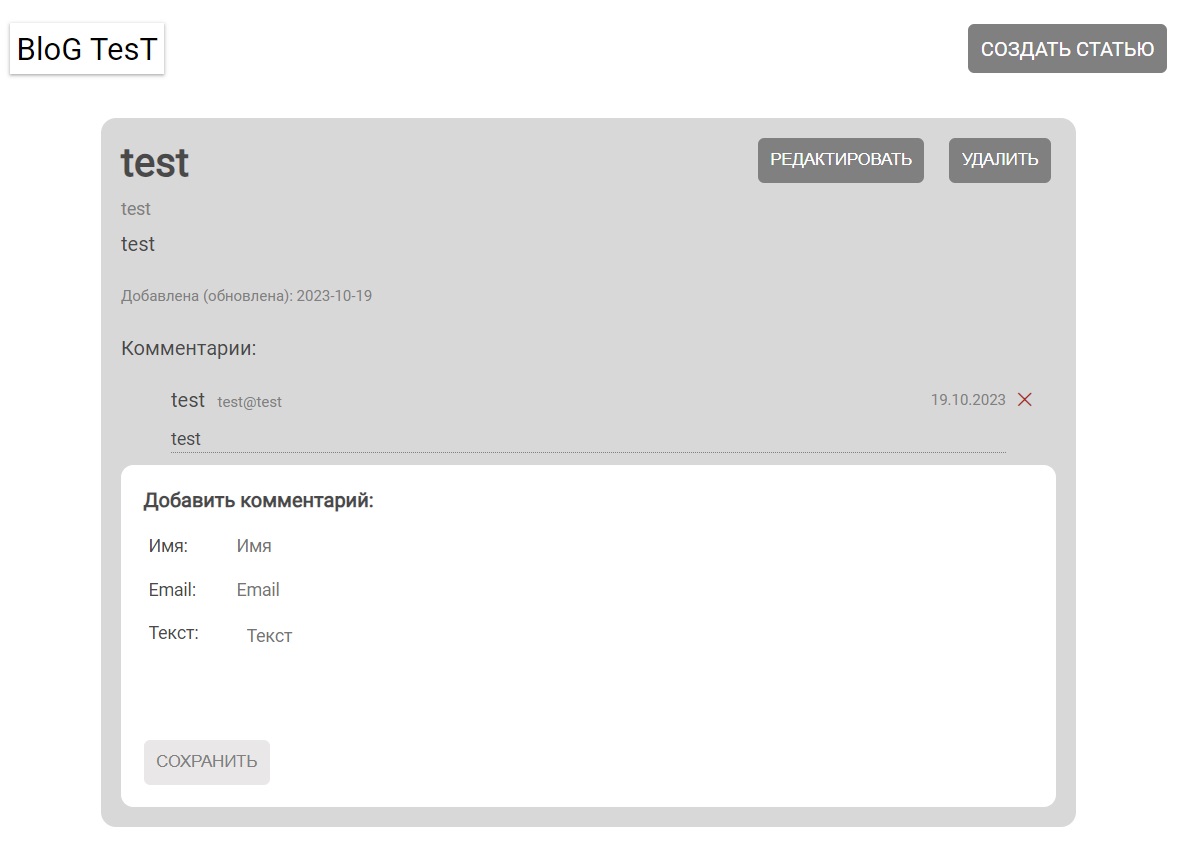 BloG TesT
СОЗДАТЬ СТАТЬЮ
test
РЕДАКТИРОВАТЬ
УДАЛИТЬ
test
test
Добавлена (обновлена): 2023-10-19
Комментарии:
test test@test 19.10.2023
test
Добавить комментарий:
Имя: Имя
Email: Email
Текст: Текст
СОХРАНИТЬ